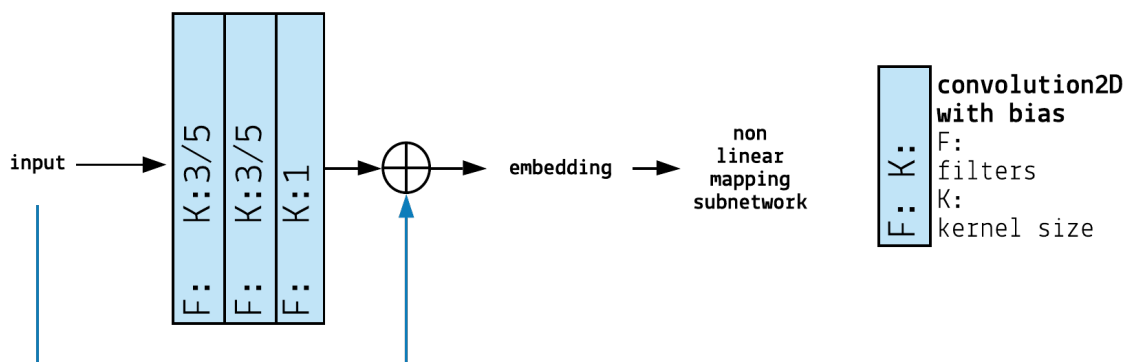 input
F: K:3/5
F: K:3/5
F: K:1
embedding
non
linear
mapping
subnetwork
F: K:
convolution2D
with bias
F:
filters
K:
kernel size